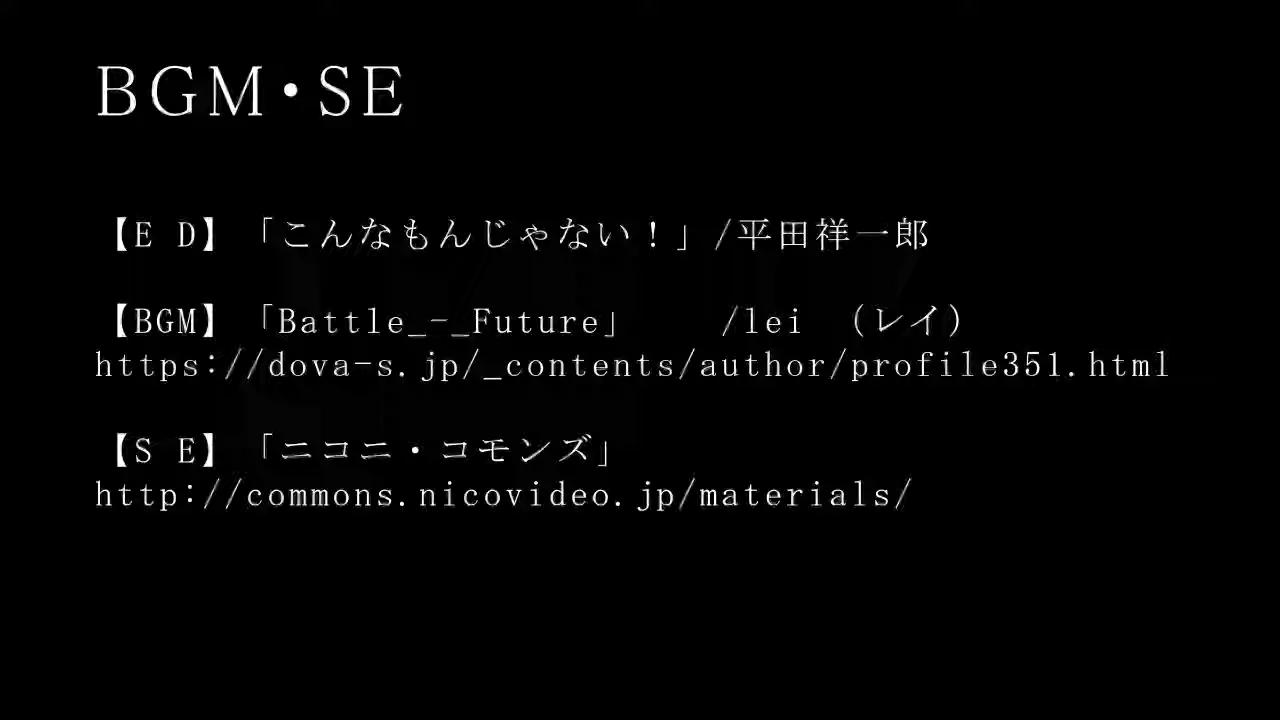 BGM・SE
【E D】「こんなもんじゃない！」/平田祥一郎
【BGM】「Battle_-_Future」　　/lei　(レイ)
https://dova-s.jp/_contents/author/profile351.html
【S E】「ニコニ・コモンズ」
http://commons.nicovideo.jp/materials/